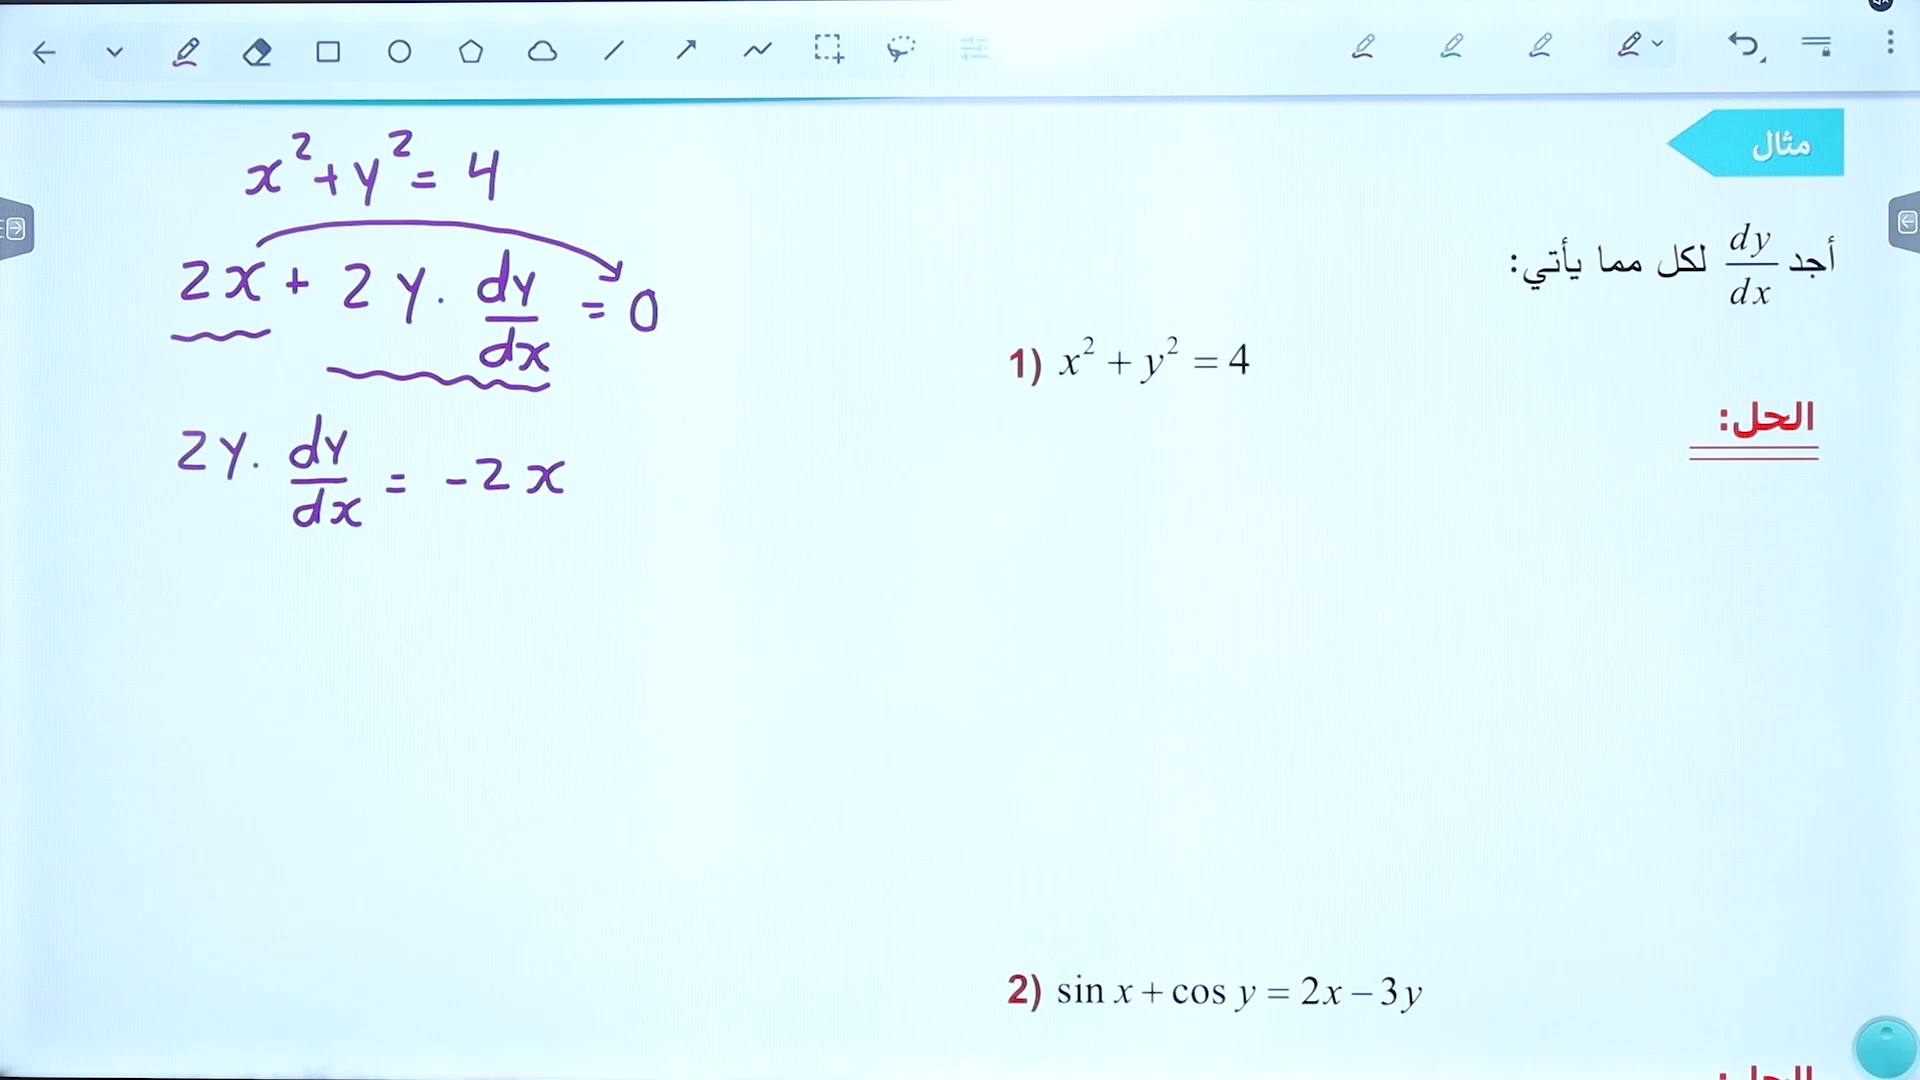 مثال
أجد dy/dx لكل مما يأتي:
1) x² + y² = 4
الحل:
x² + y² = 4
2x + 2y. dy/dx = 0
2y. dy/dx = -2x
2) sin x + cos y = 2x − 3y
الحل: